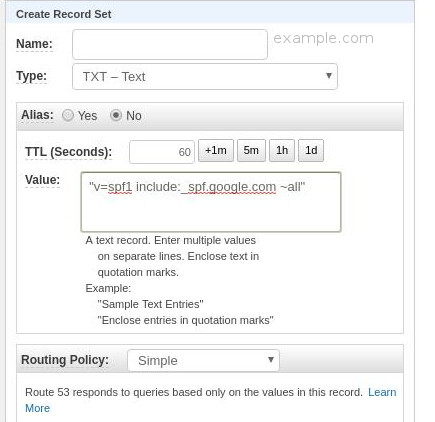 Create Record Set
Name: example.com
Type: TXT – Text
Alias: Yes No
TTL (Seconds): 60 +1m 5m 1h 1d
Value: "v=spf1 include:_spf.google.com ~all"
A text record. Enter multiple values
on separate lines. Enclose text in
quotation marks.
Example:
"Sample Text Entries"
"Enclose entries in quotation marks"
Routing Policy: Simple
Route 53 responds to queries based only on the values in this record. Learn
More